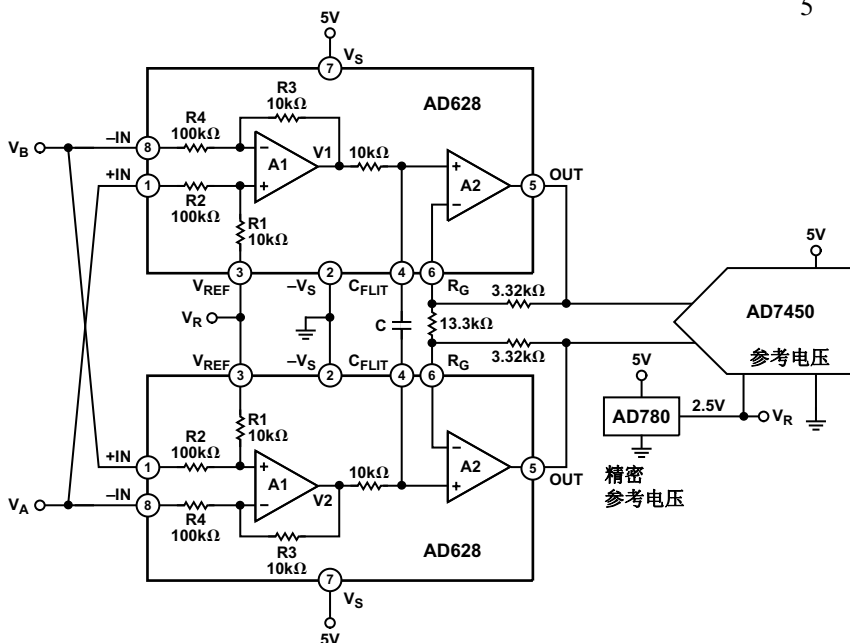 5
5V
VS
7
AD628
R3
10kΩ
R4
100kΩ
VB
–IN
8
A1
V1
10kΩ
A2
5
OUT
+IN
1
R2
100kΩ
R1
10kΩ
VREF
3
2
–VS
CFLIT
4
6
RG
3.32kΩ
5V
AD7450
参考电压
VR
C
13.3kΩ
VREF
3
2
–VS
CFLIT
4
6
RG
3.32kΩ
5V
AD780
2.5V
VR
精密
参考电压
R1
10kΩ
R2
100kΩ
+IN
1
A1
V2
10kΩ
A2
5
OUT
VA
–IN
8
R4
100kΩ
R3
10kΩ
AD628
7
VS
5V